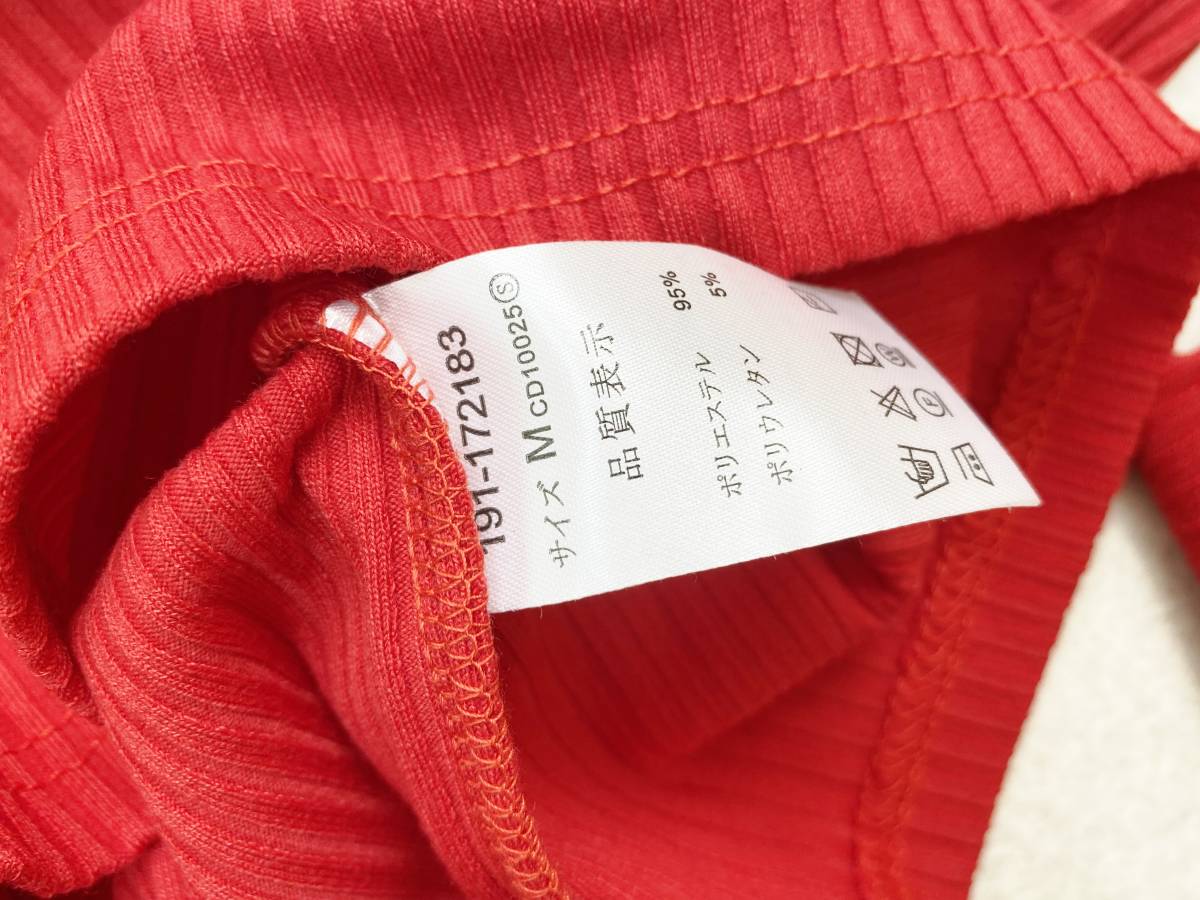 191-172183
サイズ M CD10025Ⓢ
品質表示
ポリエステル 95%
ポリウレタン 5%